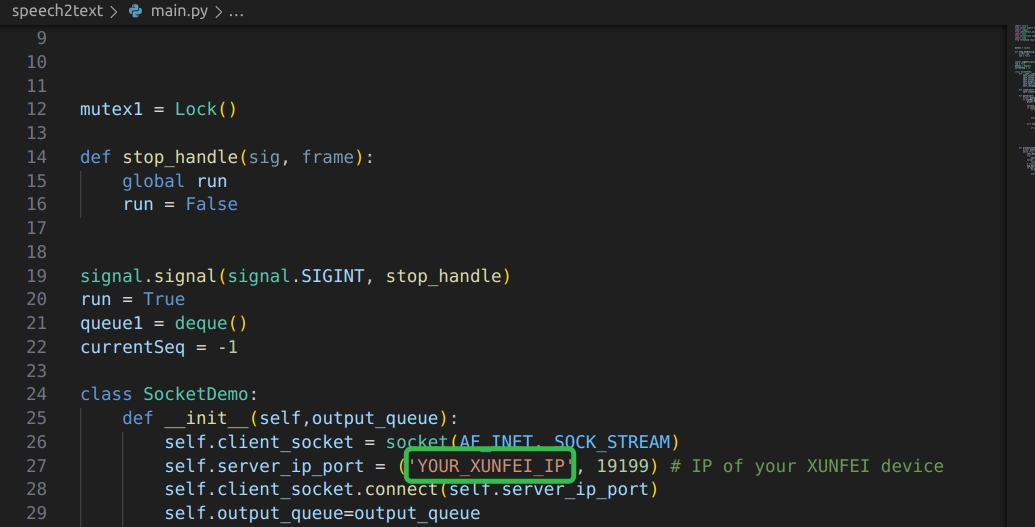 speech2text > main.py > ...
9
10
11
12 mutex1 = Lock()
13
14 def stop_handle(sig, frame):
15 global run
16 run = False
17
18
19 signal.signal(signal.SIGINT, stop_handle)
20 run = True
21 queue1 = deque()
22 currentSeq = -1
23
24 class SocketDemo:
25 def __init__(self,output_queue):
26 self.client_socket = socket(AF_INET, SOCK_STREAM)
27 self.server_ip_port = ('YOUR_XUNFEI_IP', 19199) # IP of your XUNFEI device
28 self.client_socket.connect(self.server_ip_port)
29 self.output_queue=output_queue